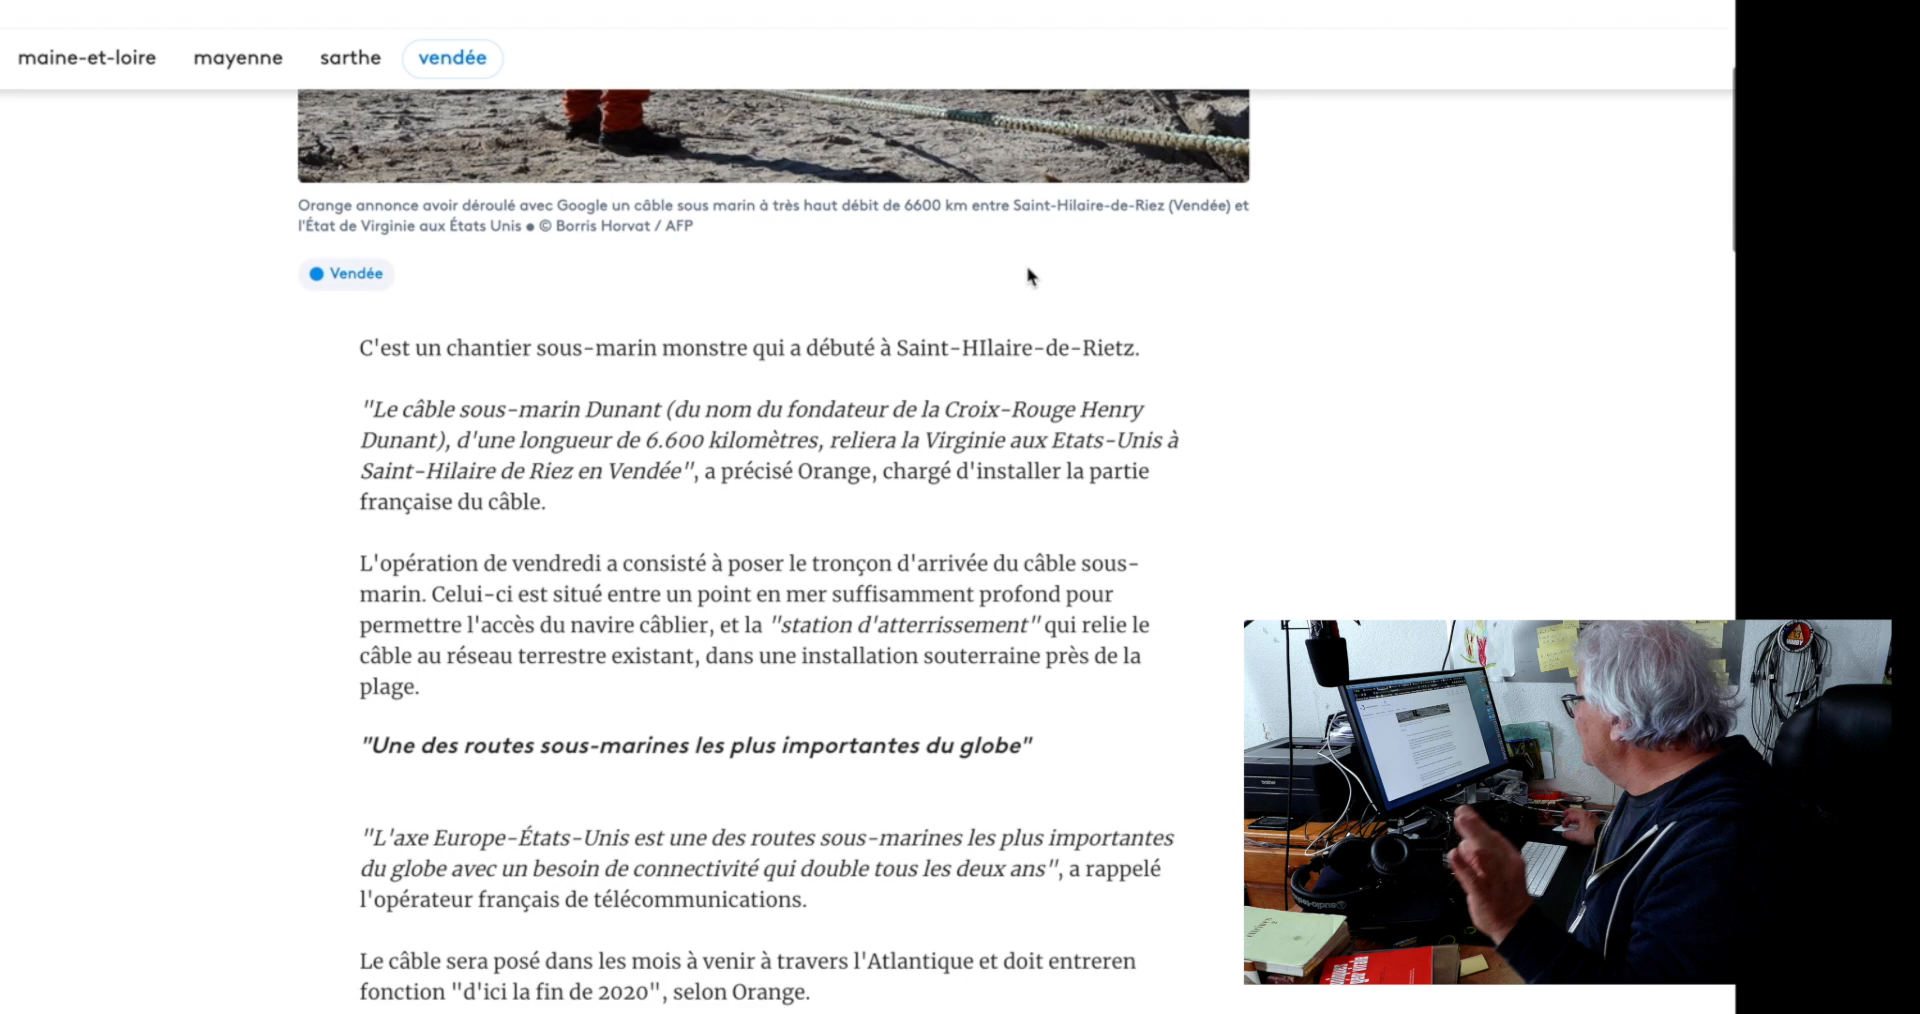 maine-et-loire mayenne sarthe vendée
Orange annonce avoir déroulé avec Google un câble sous marin à très haut débit de 6600 km entre Saint-Hilaire-de-Riez (Vendée) et
l'État de Virginie aux États Unis • © Borris Horvat / AFP
Vendée
C'est un chantier sous-marin monstre qui a débuté à Saint-HIlaire-de-Rietz.
"Le câble sous-marin Dunant (du nom du fondateur de la Croix-Rouge Henry
Dunant), d'une longueur de 6.600 kilomètres, reliera la Virginie aux Etats-Unis à
Saint-Hilaire de Riez en Vendée", a précisé Orange, chargé d'installer la partie
française du câble.
L'opération de vendredi a consisté à poser le tronçon d'arrivée du câble sous-
marin. Celui-ci est situé entre un point en mer suffisamment profond pour
permettre l'accès du navire câblier, et la "station d'atterrissement" qui relie le
câble au réseau terrestre existant, dans une installation souterraine près de la
plage.
"Une des routes sous-marines les plus importantes du globe"
"L'axe Europe-États-Unis est une des routes sous-marines les plus importantes
du globe avec un besoin de connectivité qui double tous les deux ans", a rappelé
l'opérateur français de télécommunications.
Le câble sera posé dans les mois à venir à travers l'Atlantique et doit entreren
fonction "d'ici la fin de 2020", selon Orange.
brother